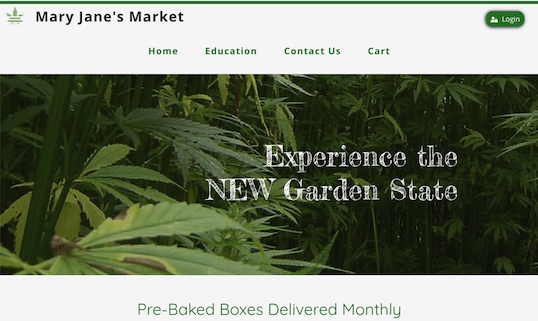 Mary Jane's Market
Login
Home Education Contact Us Cart
Experience the
NEW Garden State
Pre-Baked Boxes Delivered Monthly